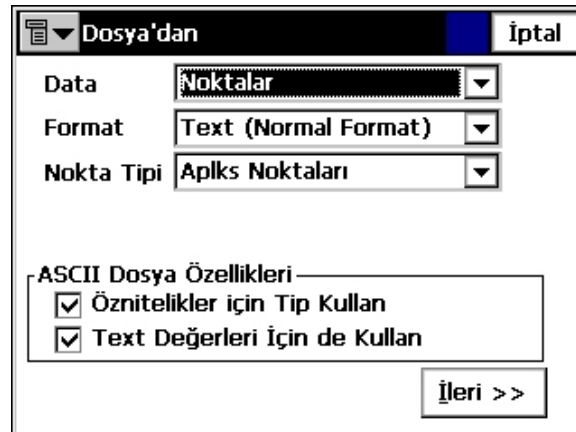 Dosya'dan İptal
Data Noktalar
Format Text (Normal Format)
Nokta Tipi Aplks Noktaları
ASCII Dosya Özellikleri
Öznitelikler için Tip Kullan
Text Değerleri İçin de Kullan
İleri >>